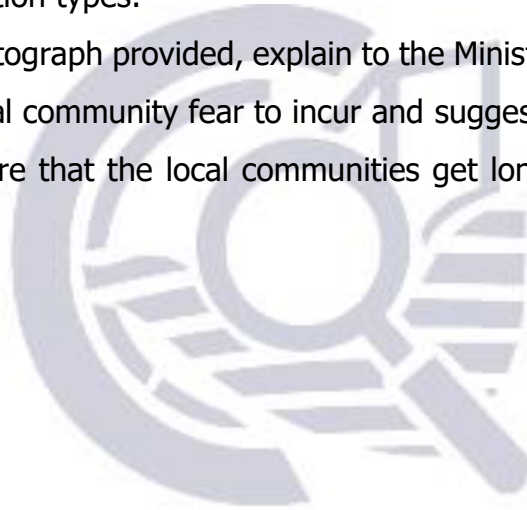 tion types.
tograph provided, explain to the Minist
al community fear to incur and sugges
re that the local communities get lon